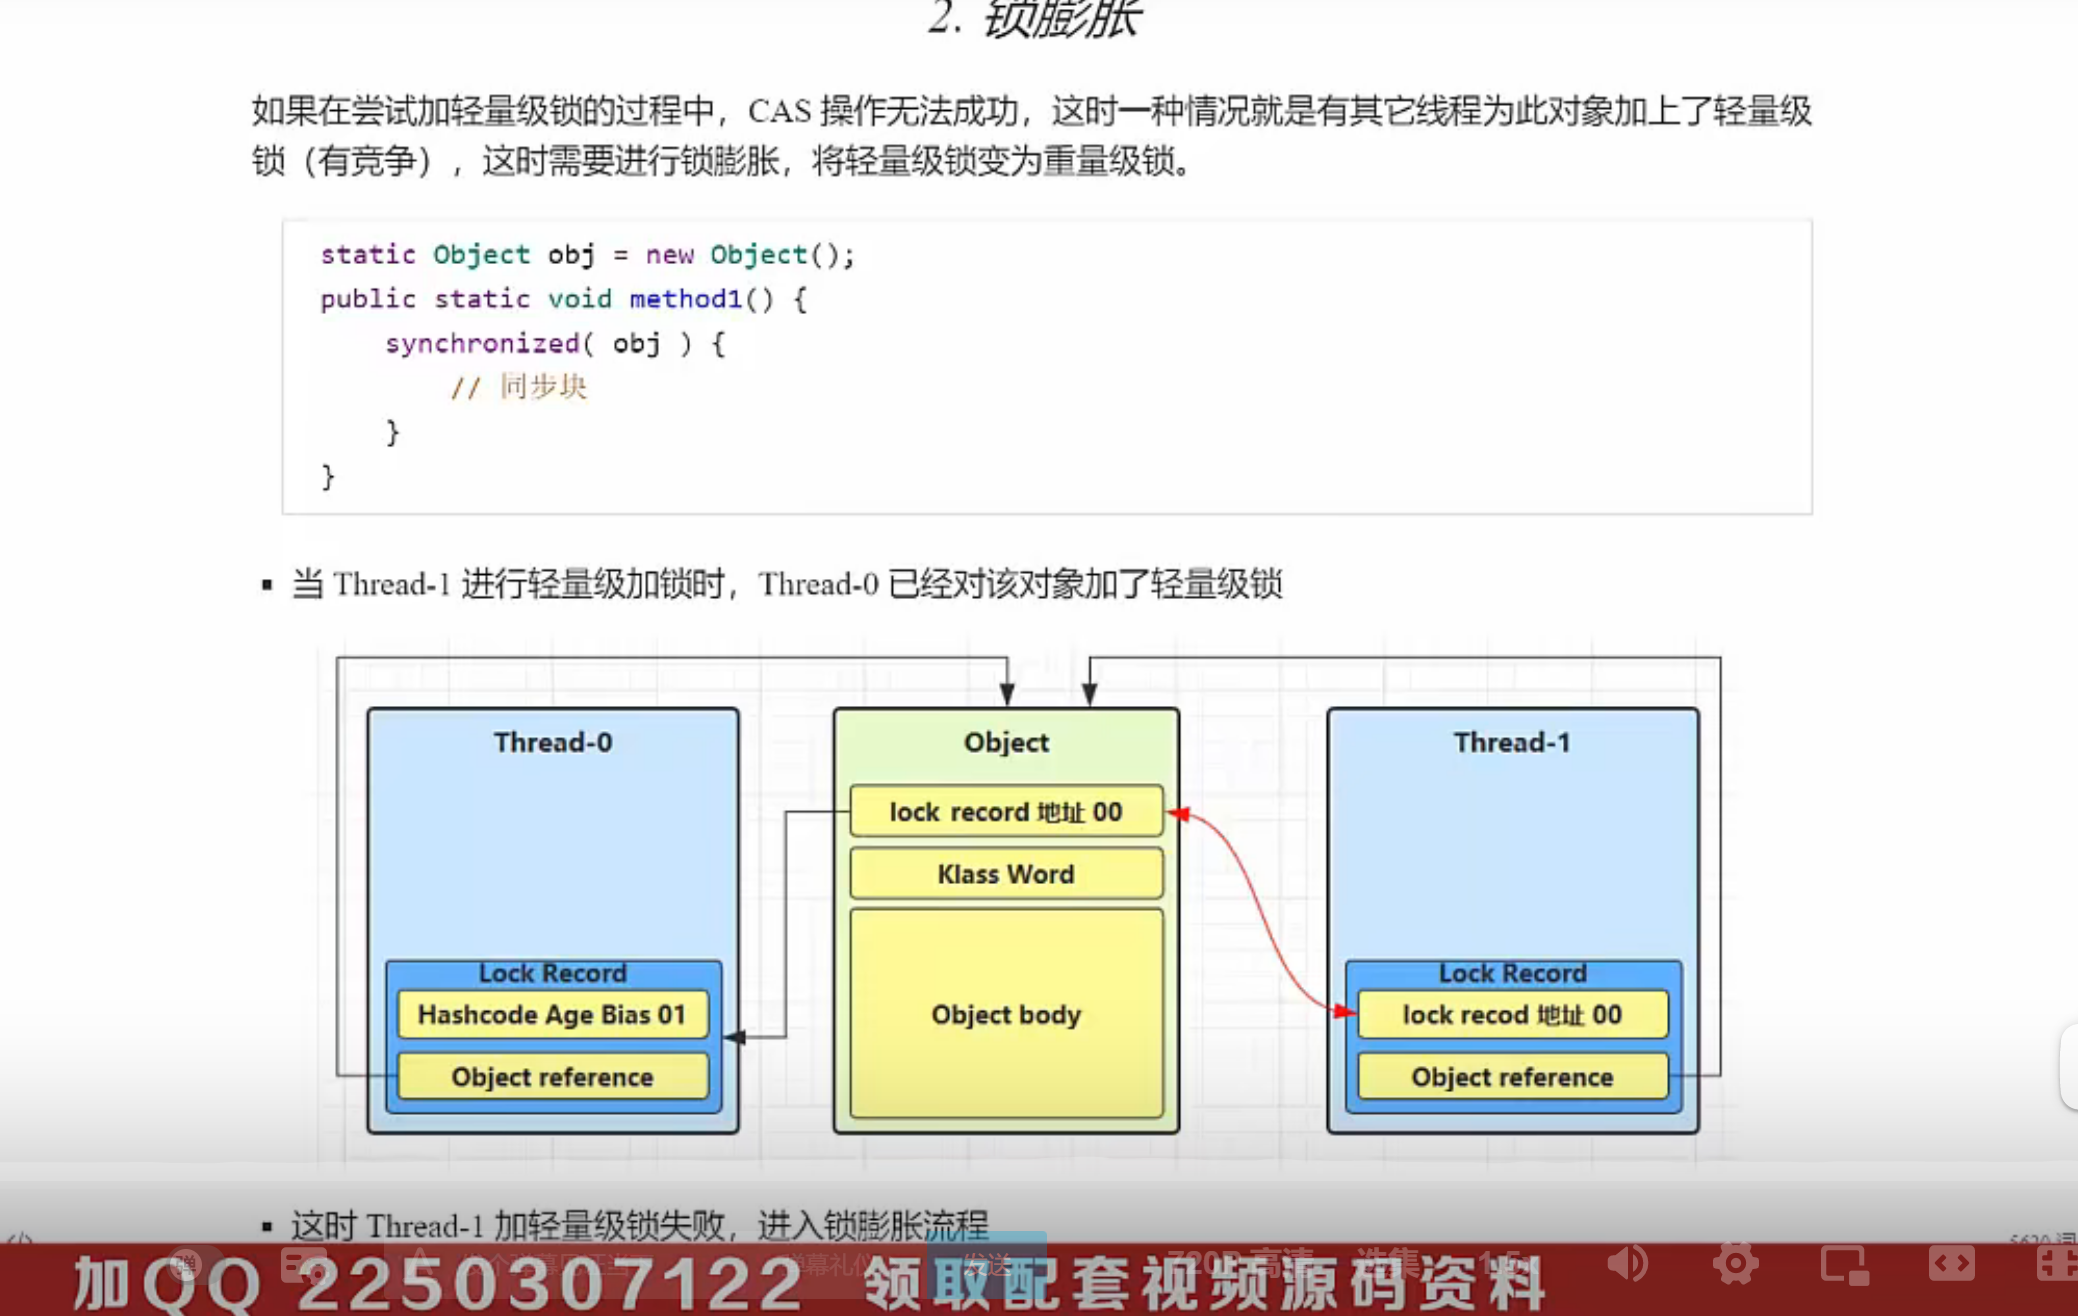 2. 锁膨胀
如果在尝试加轻量级锁的过程中，CAS 操作无法成功，这时一种情况就是有其它线程为此对象加上了轻量级
锁（有竞争），这时需要进行锁膨胀，将轻量级锁变为重量级锁。
static Object obj = new Object();
public static void method1() {
    synchronized( obj ) {
        // 同步块
    }
}
▪ 当 Thread-1 进行轻量级加锁时，Thread-0 已经对该对象加了轻量级锁
Thread-0
Object
Thread-1
lock record 地址 00
Klass Word
Object body
Lock Record
Hashcode Age Bias 01
Object reference
Lock Record
lock recod 地址 00
Object reference
▪ 这时 Thread-1 加轻量级锁失败，进入锁膨胀流程
加QQ 2250307122 领取配套视频源码资料
弹
发送
720P 高清
选集